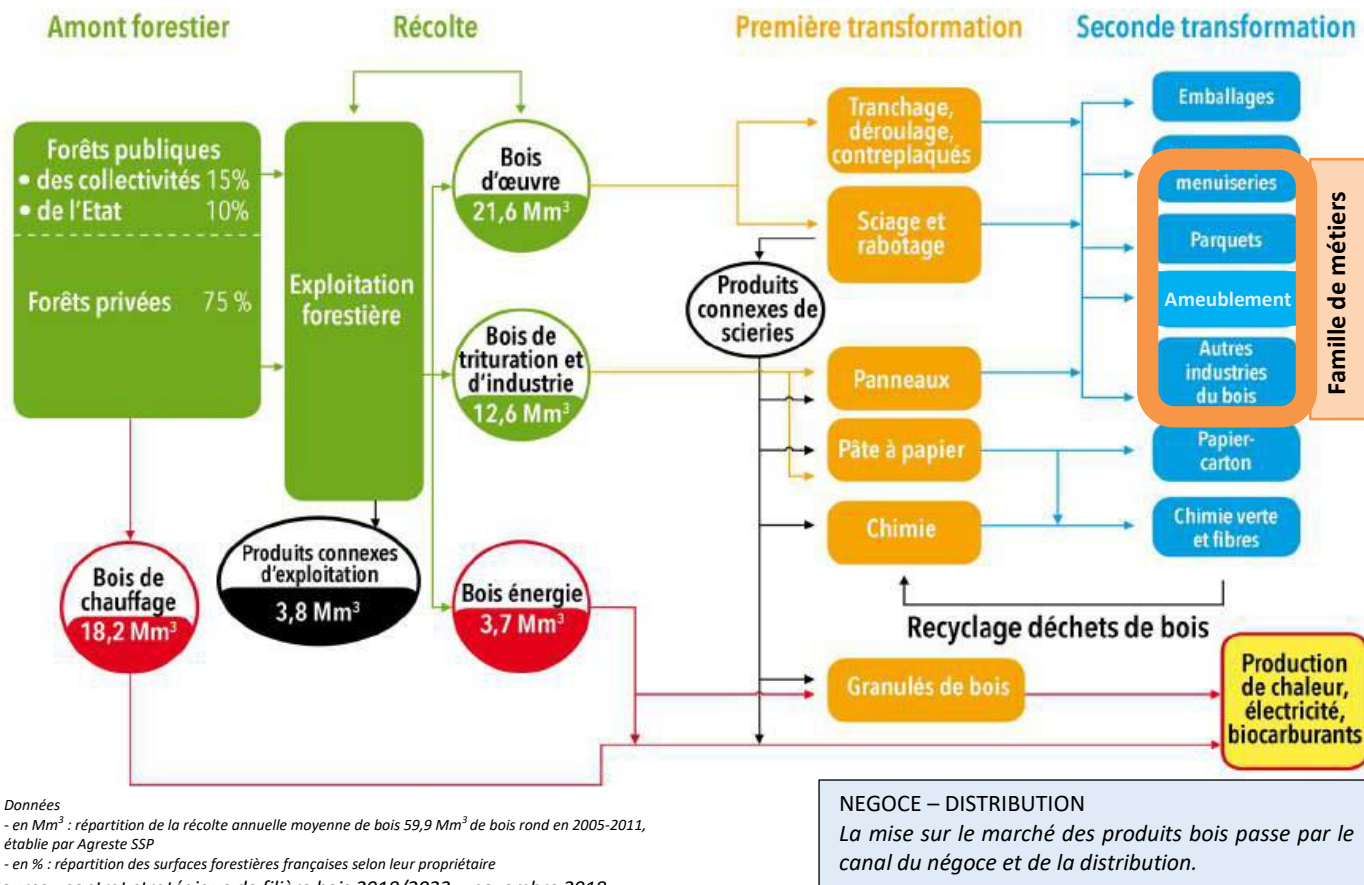 Amont forestier
Récolte
Première transformation
Seconde transformation
Forêts publiques
• des collectivités 15%
• de l'Etat 10%
Forêts privées 75 %
Exploitation
forestière
Bois
d'œuvre
21,6 Mm³
Bois de
trituration et
d'industrie
12,6 Mm³
Bois de
chauffage
18,2 Mm³
Produits connexes
d'exploitation
3,8 Mm³
Bois énergie
3,7 Mm³
Tranchage,
déroulage,
contreplaqués
Sciage et
rabotage
Produits
connexes de
scieries
Panneaux
Pâte à papier
Chimie
Granulés de bois
Emballages
menuiseries
Parquets
Ameublement
Autres
industries
du bois
Papier-
carton
Chimie verte
et fibres
Famille de métiers
Recyclage déchets de bois
Production
de chaleur,
électricité,
biocarburants
Données
- en Mm³ : répartition de la récolte annuelle moyenne de bois 59,9 Mm³ de bois rond en 2005-2011,
établie par Agreste SSP
- en % : répartition des surfaces forestières françaises selon leur propriétaire
NEGOCE – DISTRIBUTION
La mise sur le marché des produits bois passe par le
canal du négoce et de la distribution.